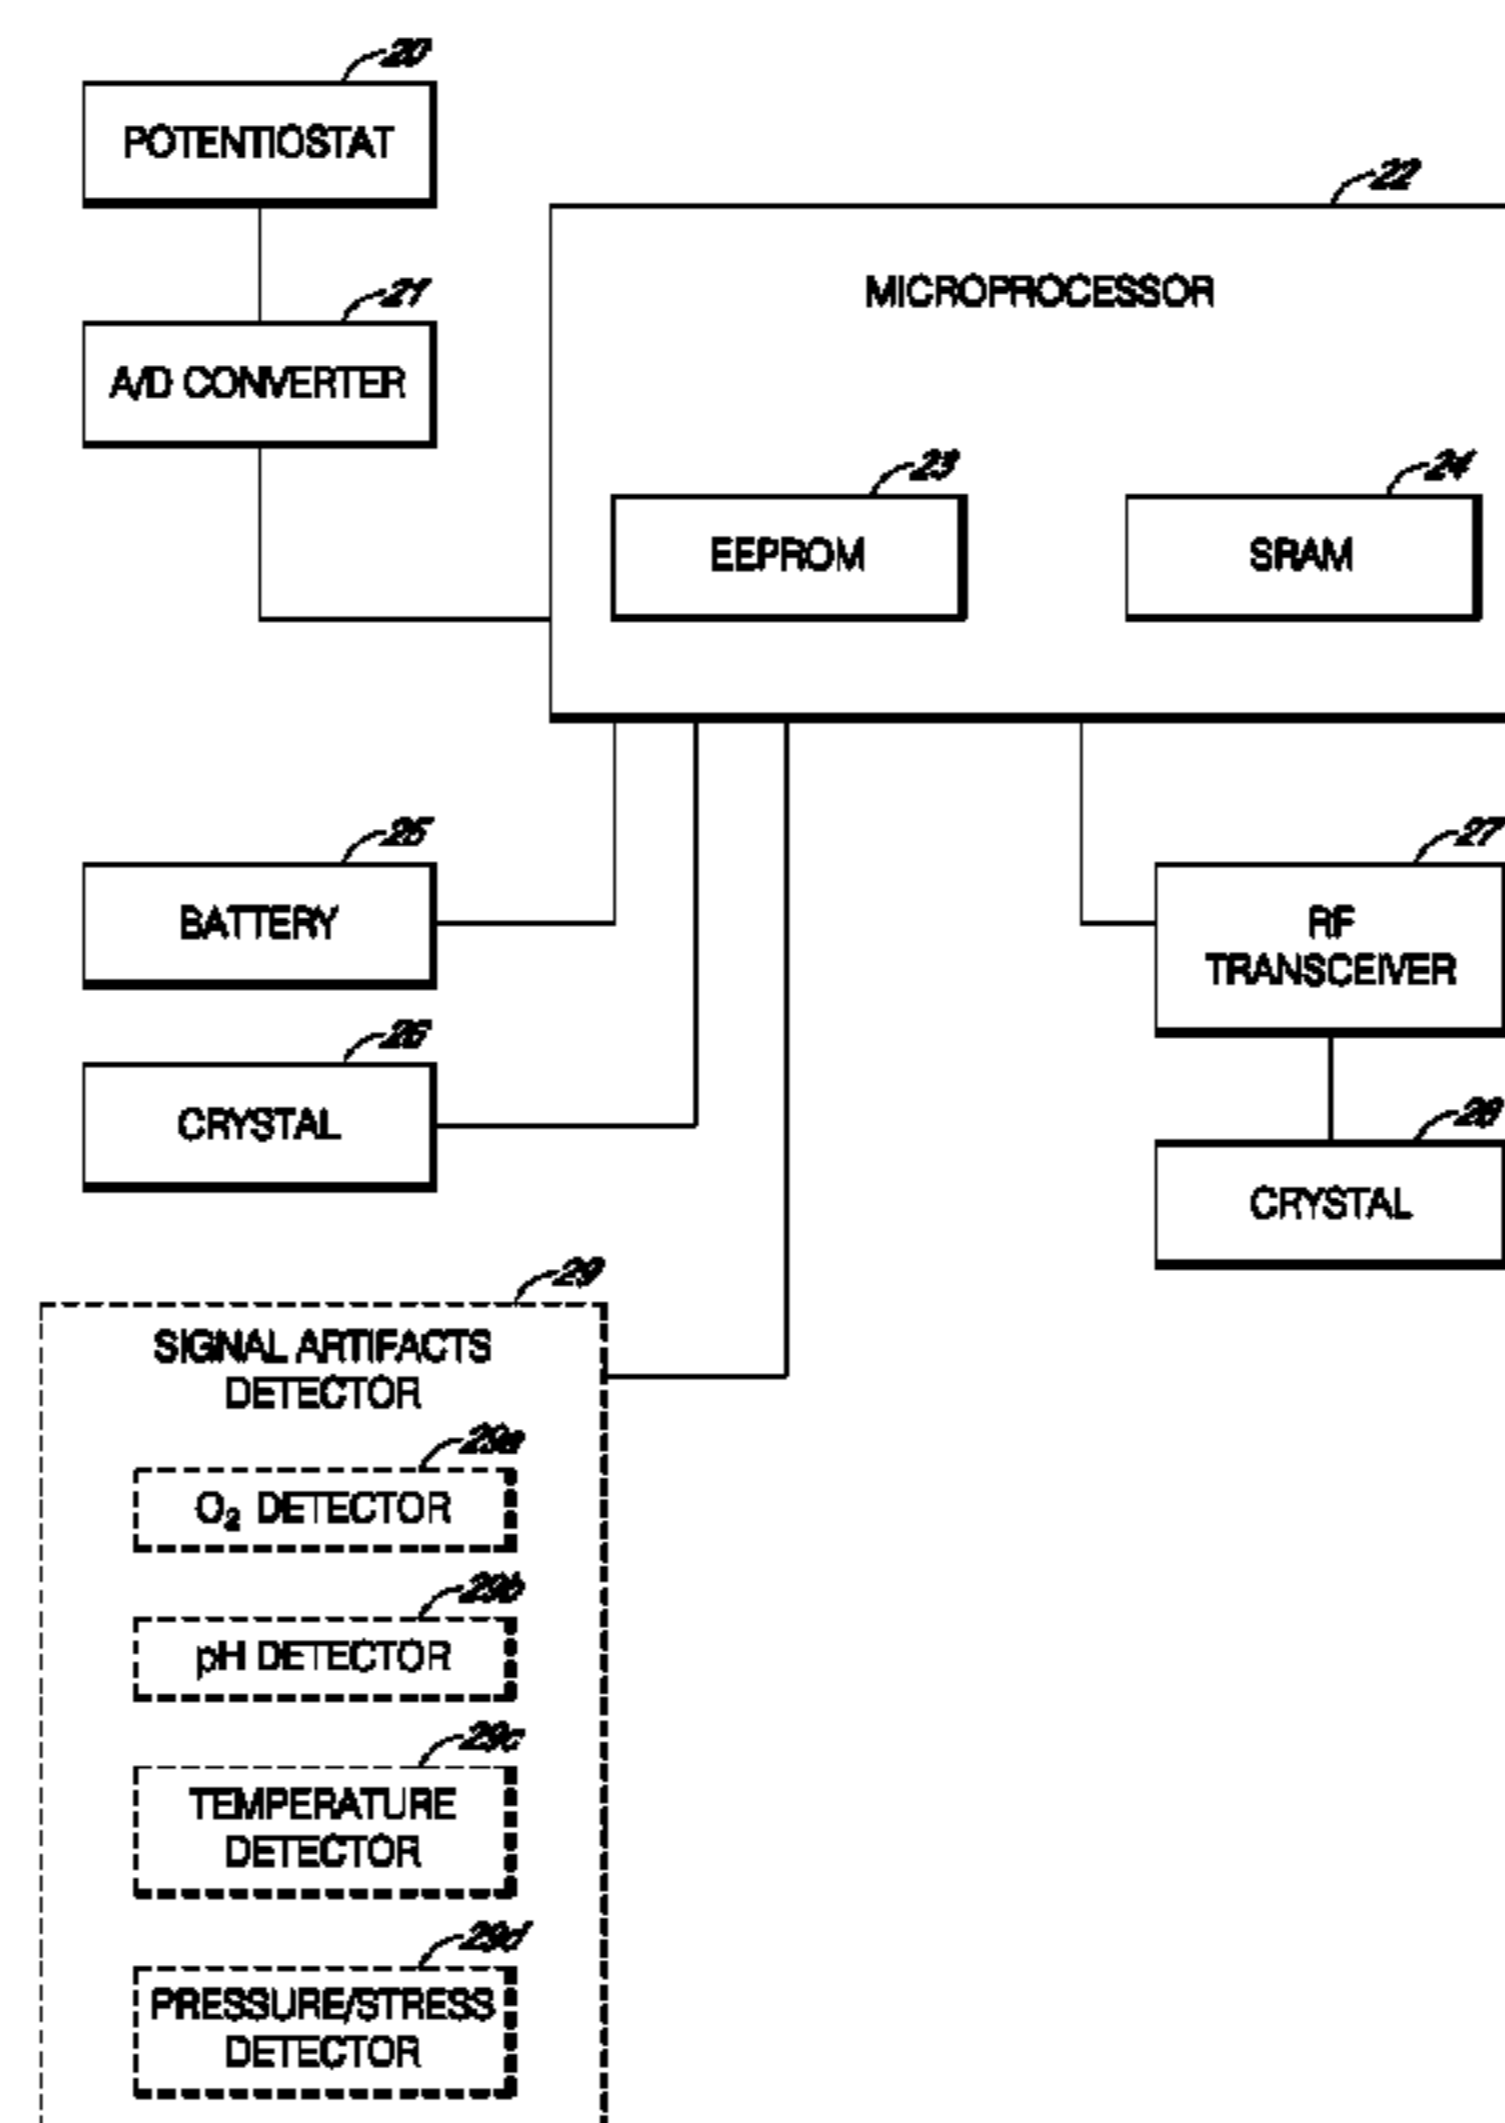 20
POTENTIOSTAT
22
MICROPROCESSOR
21
A/D CONVERTER
23
EEPROM
24
SRAM
25
BATTERY
27
RF
TRANSCEIVER
26
CRYSTAL
28
CRYSTAL
29
SIGNAL ARTIFACTS
DETECTOR
29a
O₂ DETECTOR
29b
pH DETECTOR
29c
TEMPERATURE
DETECTOR
29d
PRESSURE/STRESS
DETECTOR